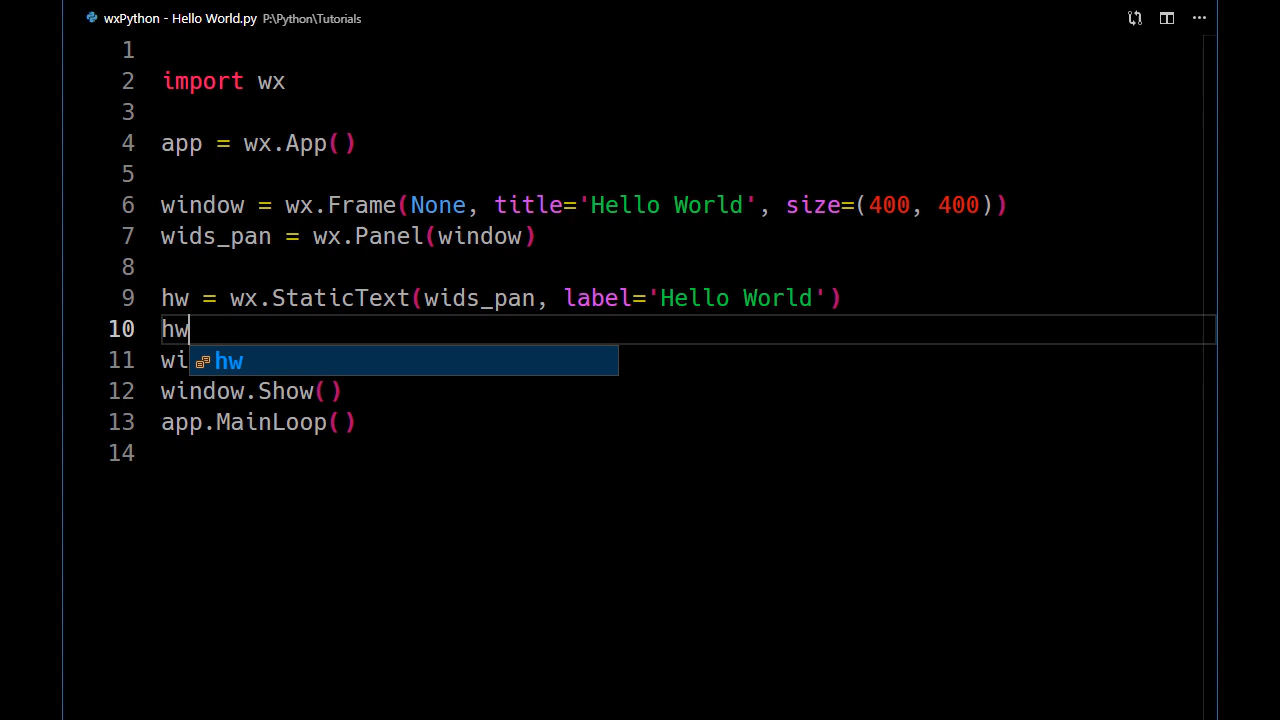 wxPython - Hello World.py P:\Python\Tutorials
1
2 import wx
3
4 app = wx.App()
5
6 window = wx.Frame(None, title='Hello World', size=(400, 400))
7 wids_pan = wx.Panel(window)
8
9 hw = wx.StaticText(wids_pan, label='Hello World')
10 hw
11 wi hw
12 window.Show()
13 app.MainLoop()
14